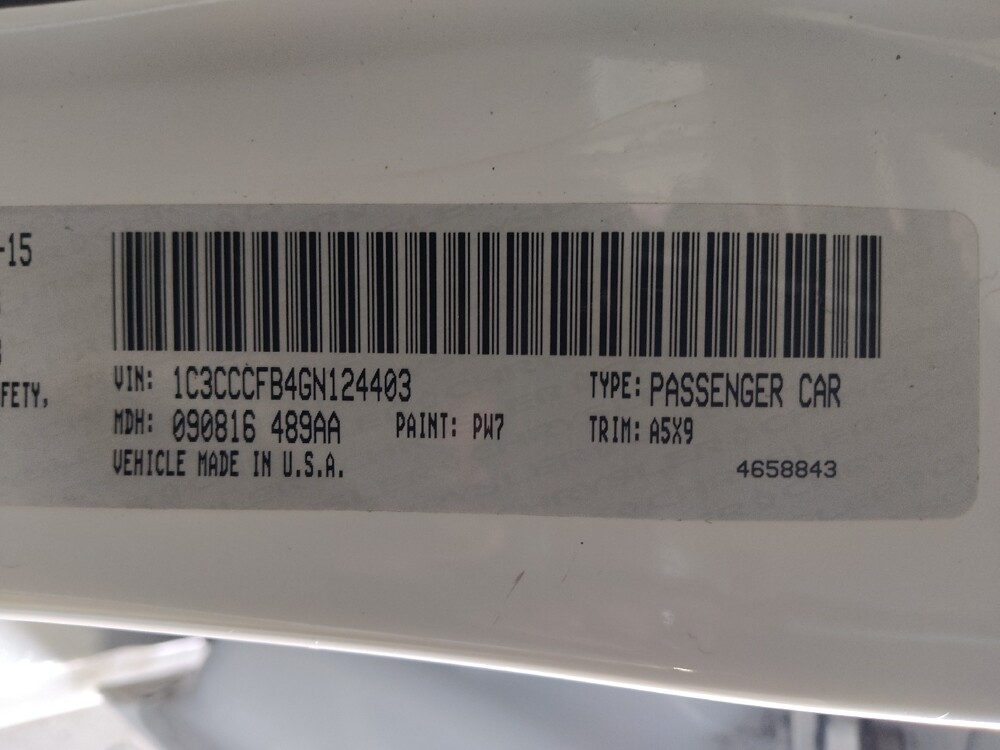 -15
FETY,
VIN: 1C3CCCFB4GN124403 TYPE: PASSENGER CAR
MDH: 090816 489AA PAINT: PW7 TRIM: A5X9
VEHICLE MADE IN U.S.A. 4658843